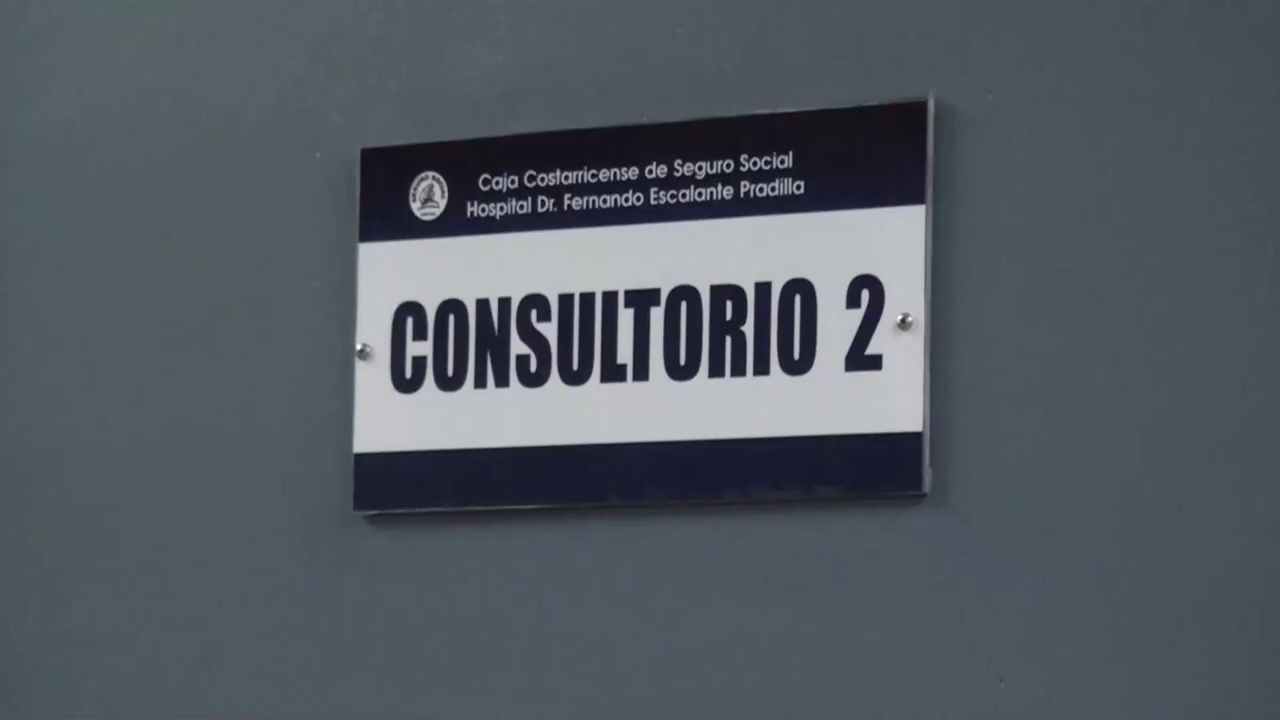 Caja Costarricense de Seguro Social
Hospital Dr. Fernando Escalante Pradilla
CONSULTORIO 2